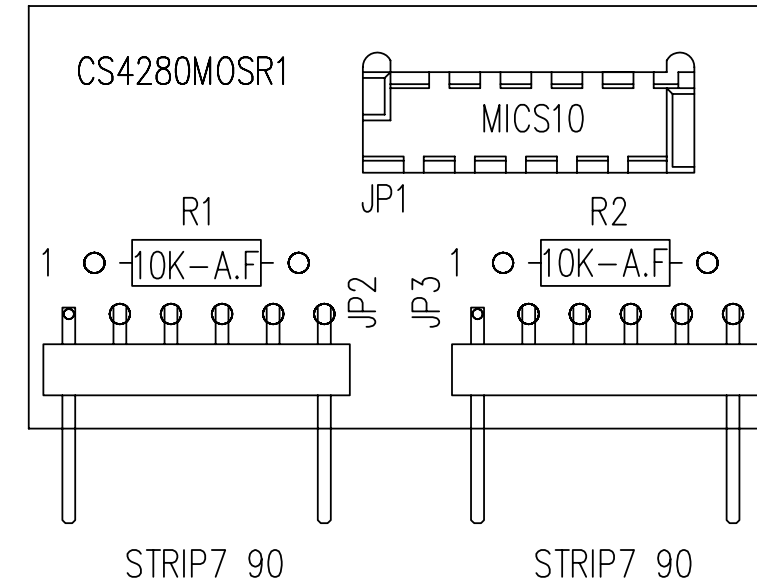 CS4280MOSR1
MICS10
JP1
R1
R2
1
10K-A.F
1
10K-A.F
JP2
JP3
STRIP7 90
STRIP7 90